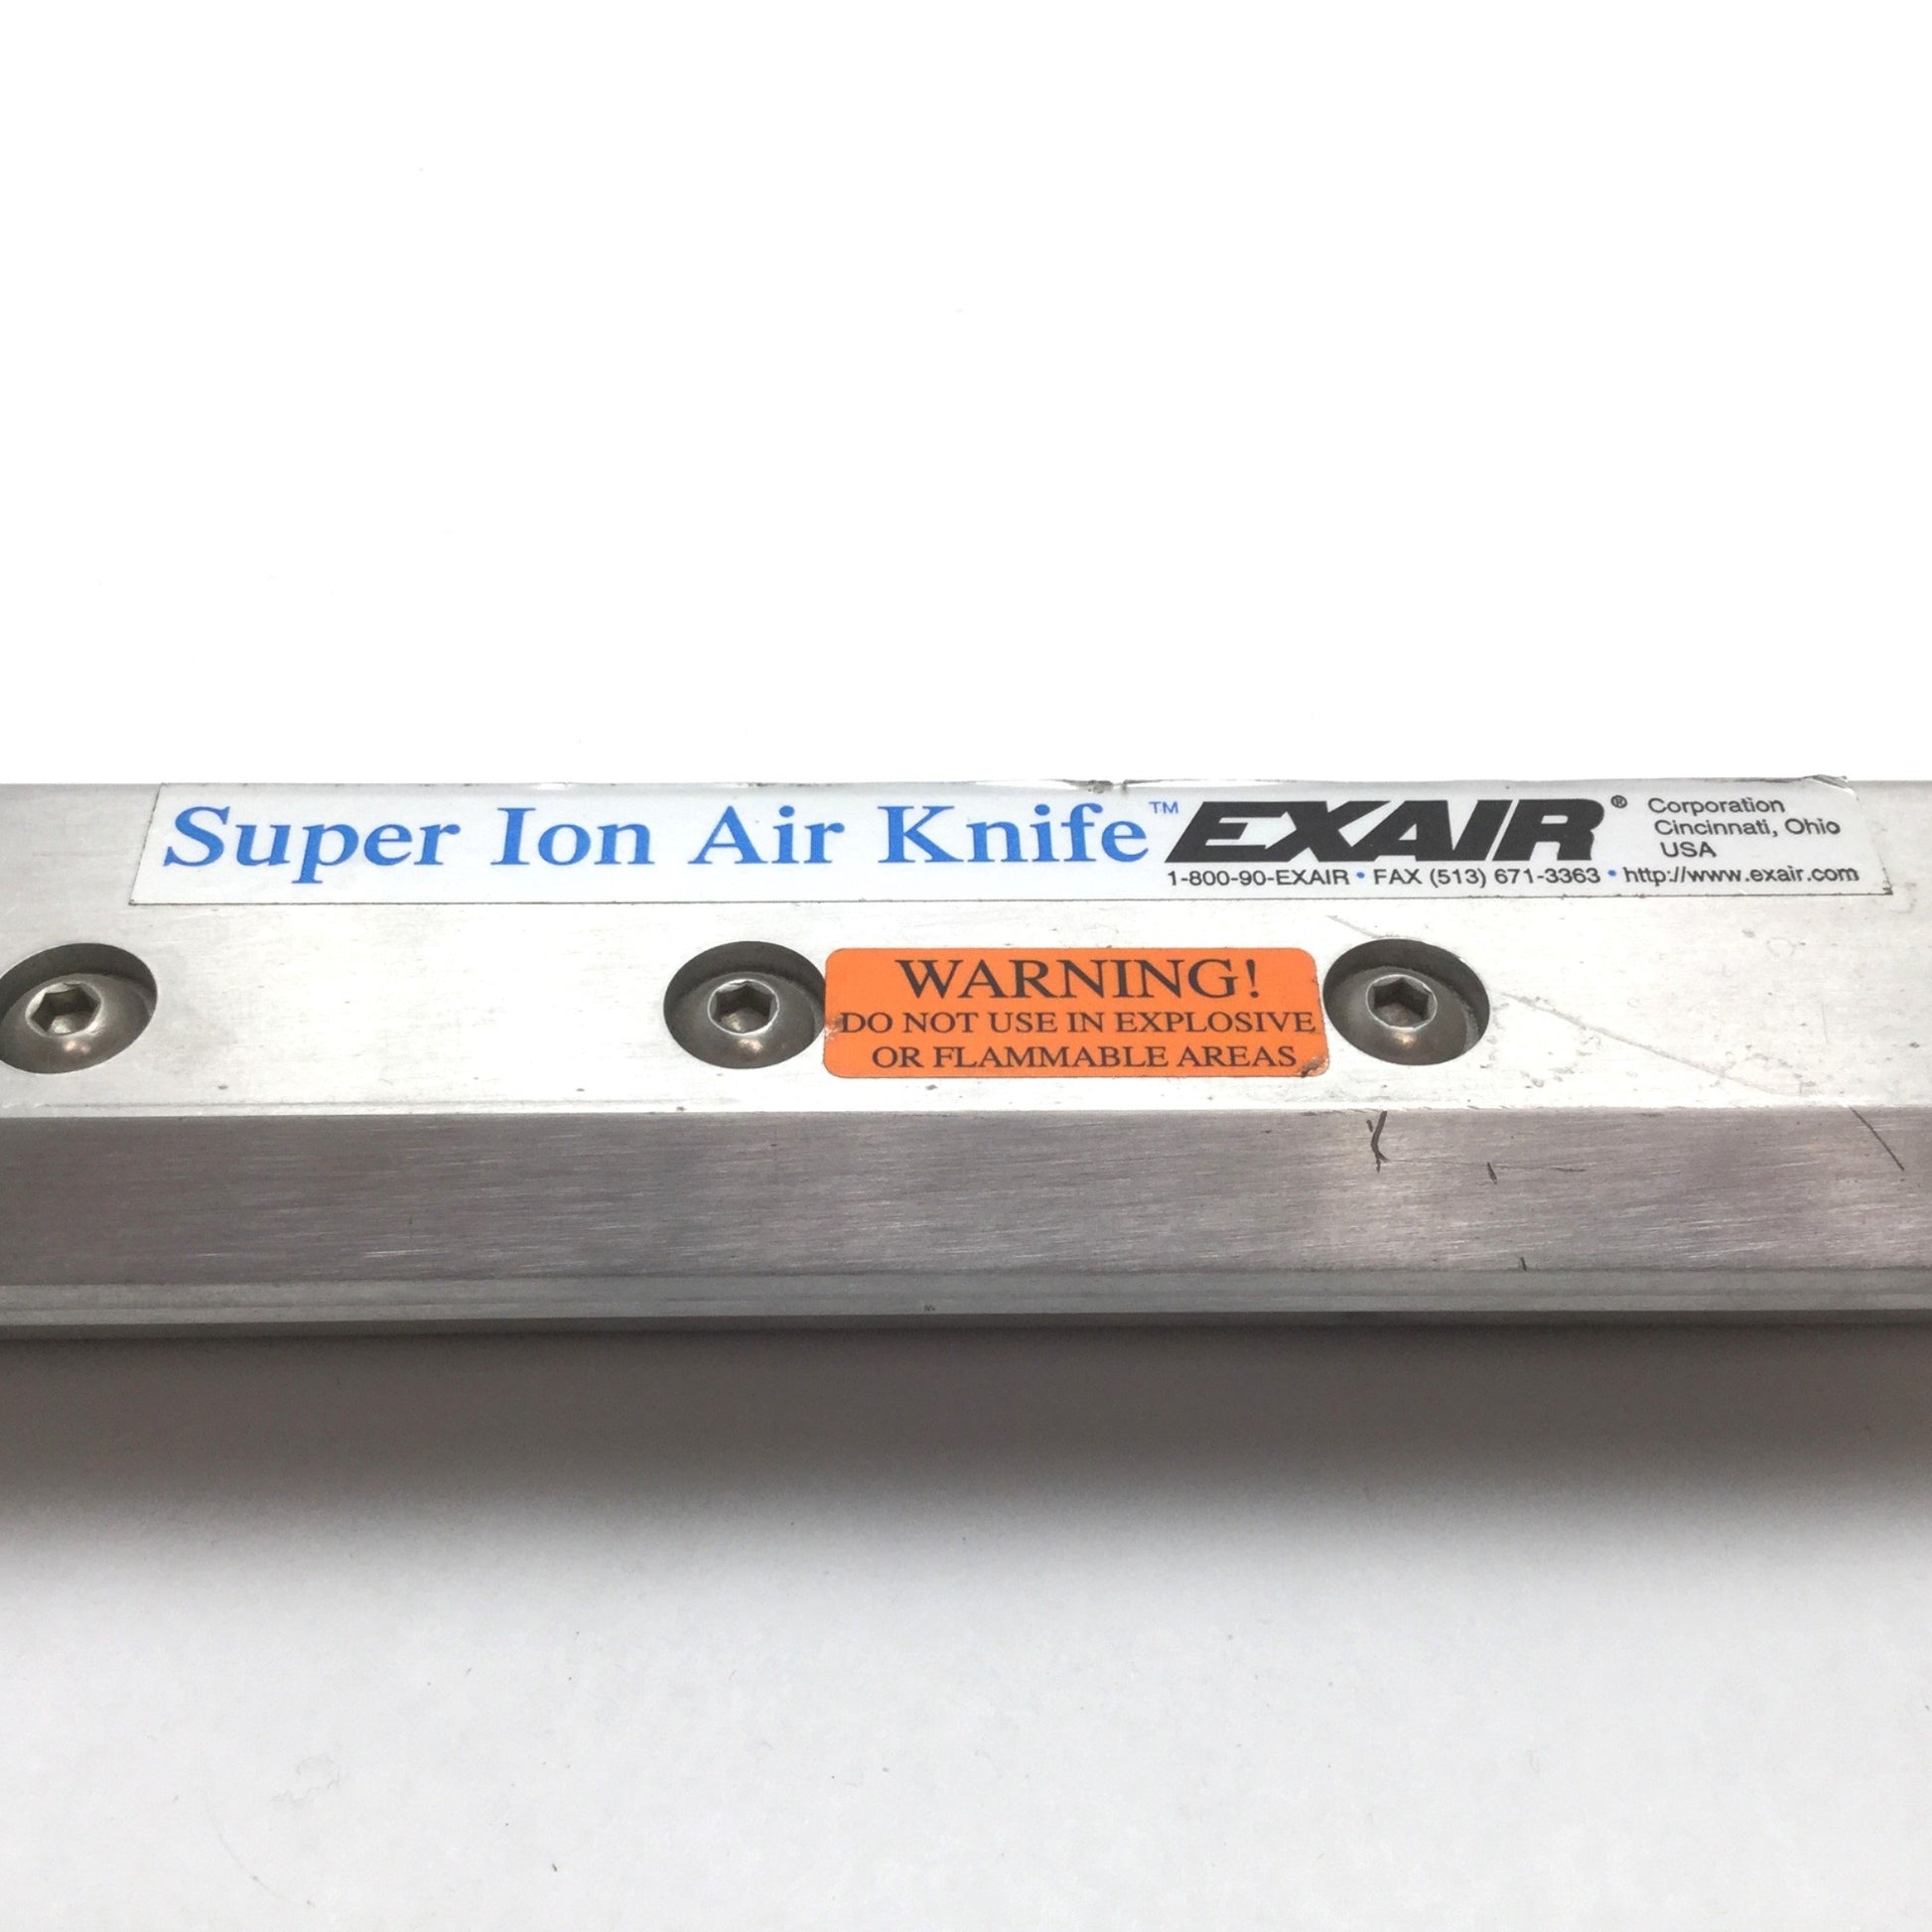 Super Ion Air Knife™ EXAIR® Corporation
Cincinnati, Ohio
USA
1-800-90-EXAIR • FAX (513) 671-3363 • http://www.exair.com
WARNING!
DO NOT USE IN EXPLOSIVE
OR FLAMMABLE AREAS